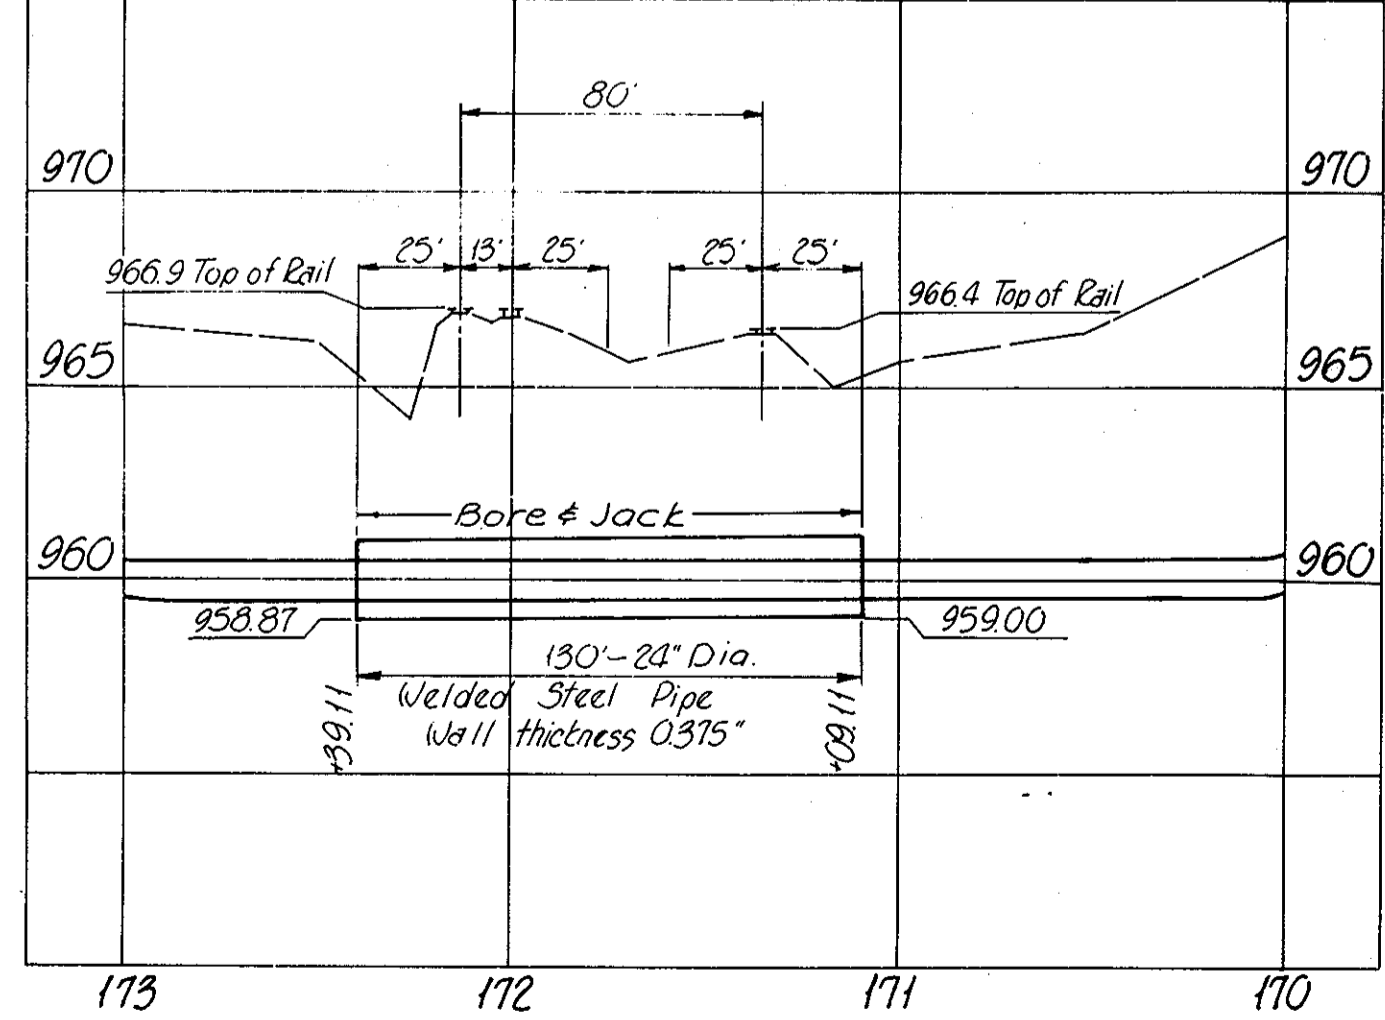 80'
970
970
25' 13' 25' 25' 25'
966.9 Top of Rail
966.4 Top of Rail
965
965
Bore & Jack
960
960
958.87
959.00
130'-24" Dia.
Welded Steel Pipe
Wall thickness 0.375"
+39.11
+09.11
173 172 171 170